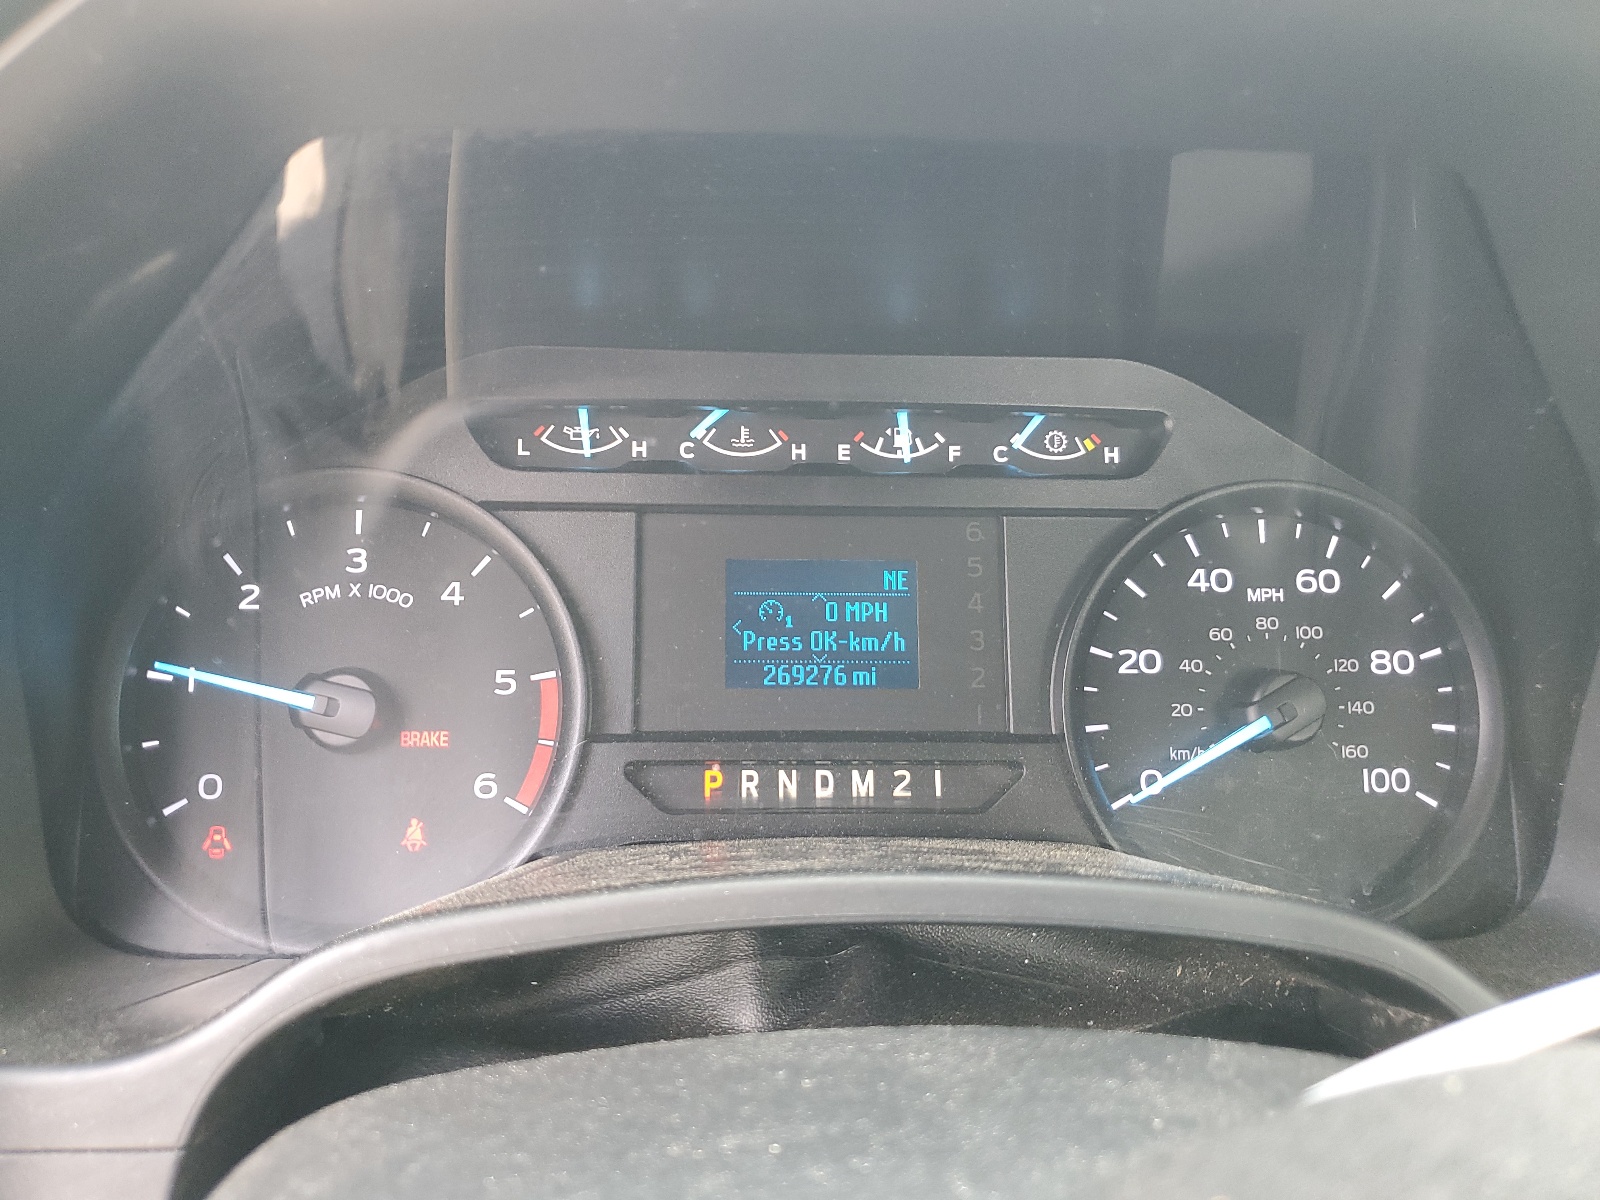 L H C H E F C H
0 1 2 3 4 5 6
RPM X 1000
BRAKE
6
5
4
3
2
1
NE
1 0 MPH
Press OK-km/h
269276 mi
P R N D M 2 1
0 20 40 60 80 100
MPH
km/h 20 40 60 80 100 120 140 160